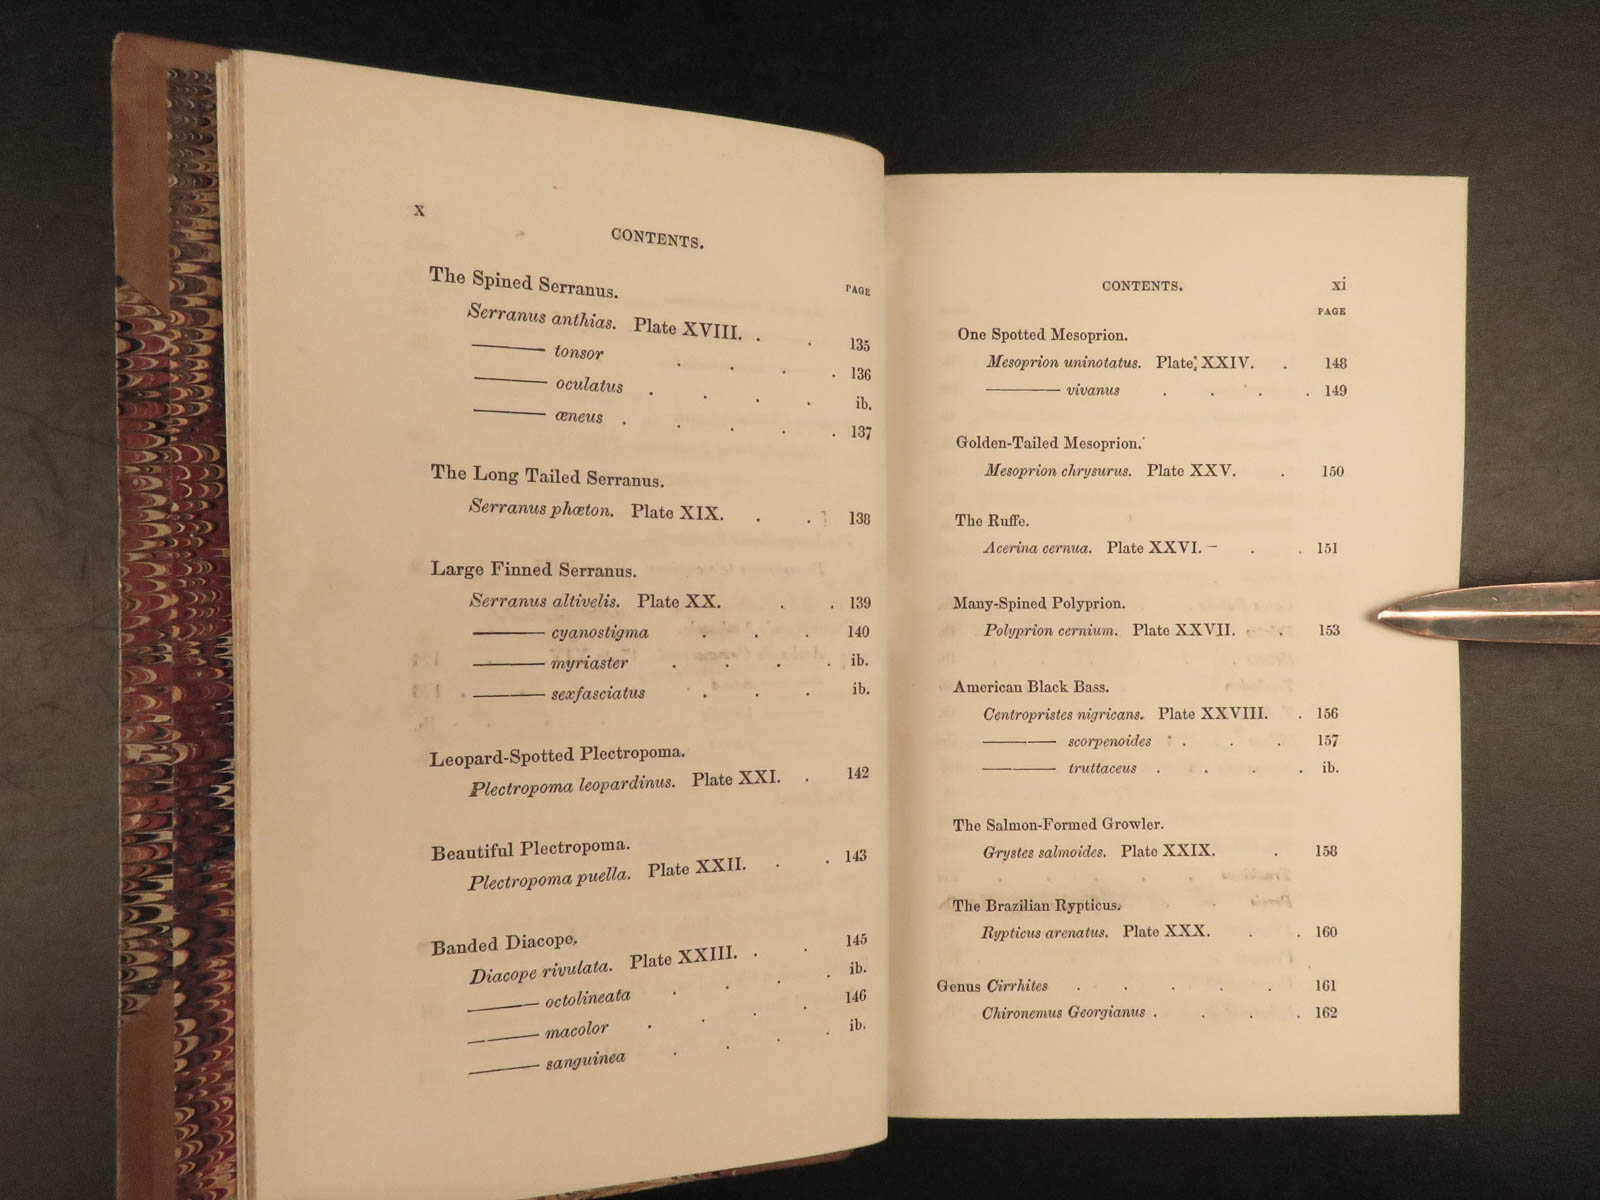 x
CONTENTS.
PAGE
The Spined Serranus.
Serranus anthias. Plate XVIII. . . 135
——— tonsor . . . . 136
——— oculatus . . . . ib.
——— æneus . . . . . 137
The Long Tailed Serranus.
Serranus phæton. Plate XIX. . . 138
Large Finned Serranus.
Serranus altivelis. Plate XX. . . 139
——— cyanostigma . . . 140
——— myriaster . . . . ib.
——— sexfasciatus . . . ib.
Leopard-Spotted Plectropoma.
Plectropoma leopardinus. Plate XXI. . 142
Beautiful Plectropoma.
Plectropoma puella. Plate XXII. . . 143
Banded Diacope.
Diacope rivulata. Plate XXIII. . . 145
——— octolineata . . . . ib.
——— macolor . . . . 146
——— sanguinea . . . . ib.
CONTENTS. xi
PAGE
One Spotted Mesoprion.
Mesoprion uninotatus. Plate XXIV. . 148
——— vivanus . . . . 149
Golden-Tailed Mesoprion.
Mesoprion chrysurus. Plate XXV. . 150
The Ruffe.
Acerina cernua. Plate XXVI. . . 151
Many-Spined Polyprion.
Polyprion cernium. Plate XXVII. . . 153
American Black Bass.
Centropristes nigricans. Plate XXVIII. . 156
——— scorpenoides . . . 157
——— truttaceus . . . . ib.
The Salmon-Formed Growler.
Grystes salmoides. Plate XXIX. . 158
The Brazilian Rypticus.
Rypticus arenatus. Plate XXX. . . 160
Genus Cirrhites . . . . . 161
Chironemus Georgianus . . . . 162